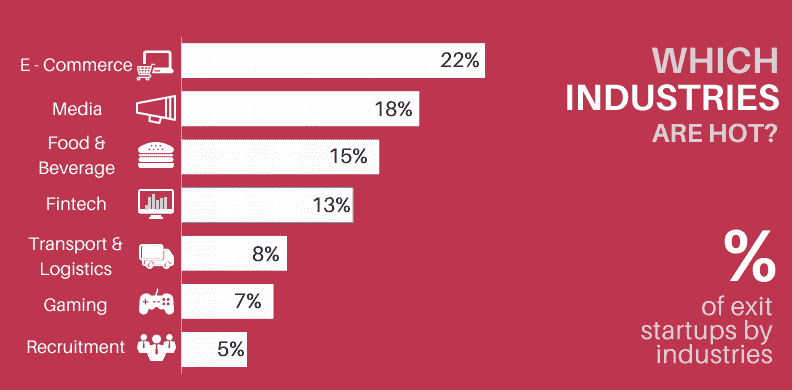 WHICH
INDUSTRIES
ARE HOT?
E - Commerce 22%
Media 18%
Food &
Beverage 15%
Fintech 13%
Transport &
Logistics 8%
Gaming 7%
Recruitment 5%
%
of exit
startups by
industries